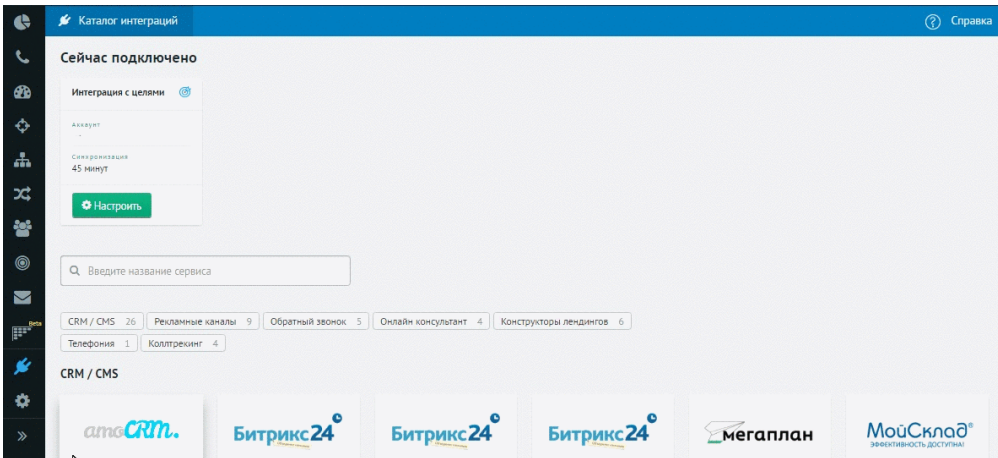 Каталог интеграций
Справка
Сейчас подключено
Интеграция с целями
Аккаунт
Синхронизация
45 минут
Настроить
Введите название сервиса
CRM / CMS 26 Рекламные каналы 9 Обратный звонок 5 Онлайн консультант 4 Конструкторы лендингов 6
Телефония 1 Коллтрекинг 4
Beta
CRM / CMS
amoCRM. Битрикс24 Битрикс24 Битрикс24 мегаплан МойСклад®
ЭФФЕКТИВНОСТЬ ДОСТУПНА!